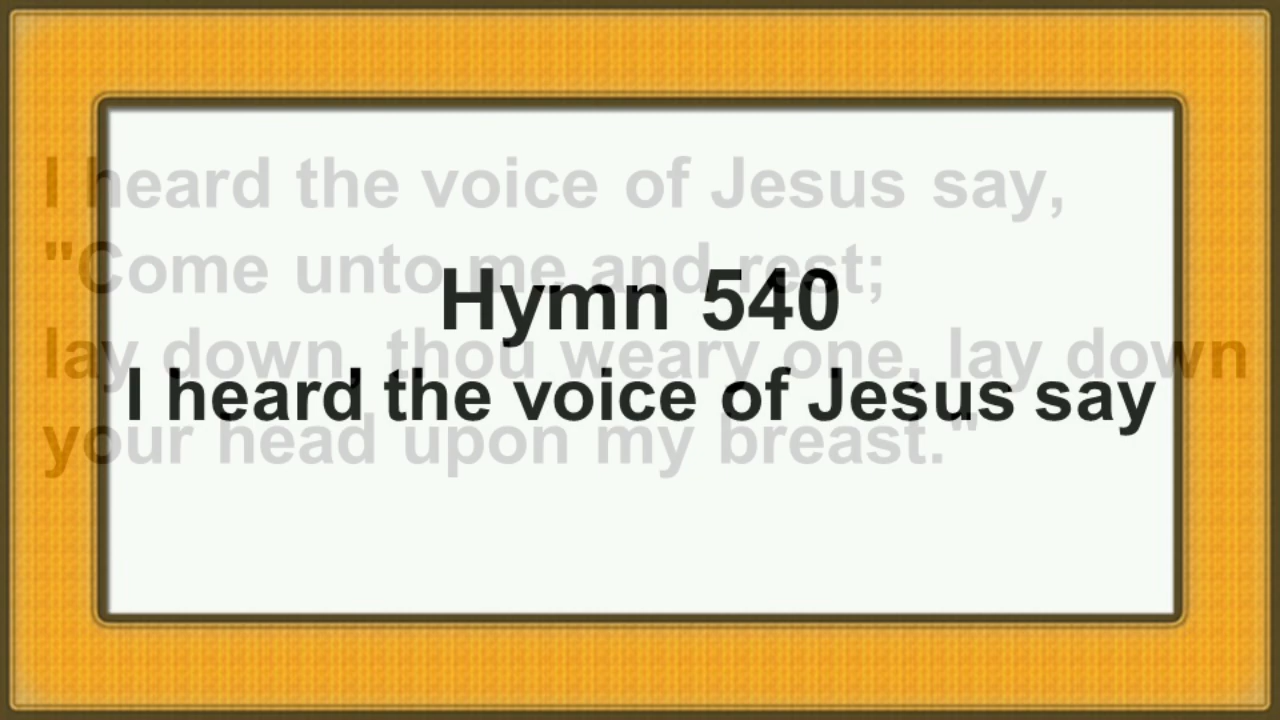 I heard the voice of Jesus say,
"Come unto me and rest;
Hymn 540
lay down, thou weary one, lay down
I heard the voice of Jesus say
your head upon my breast."